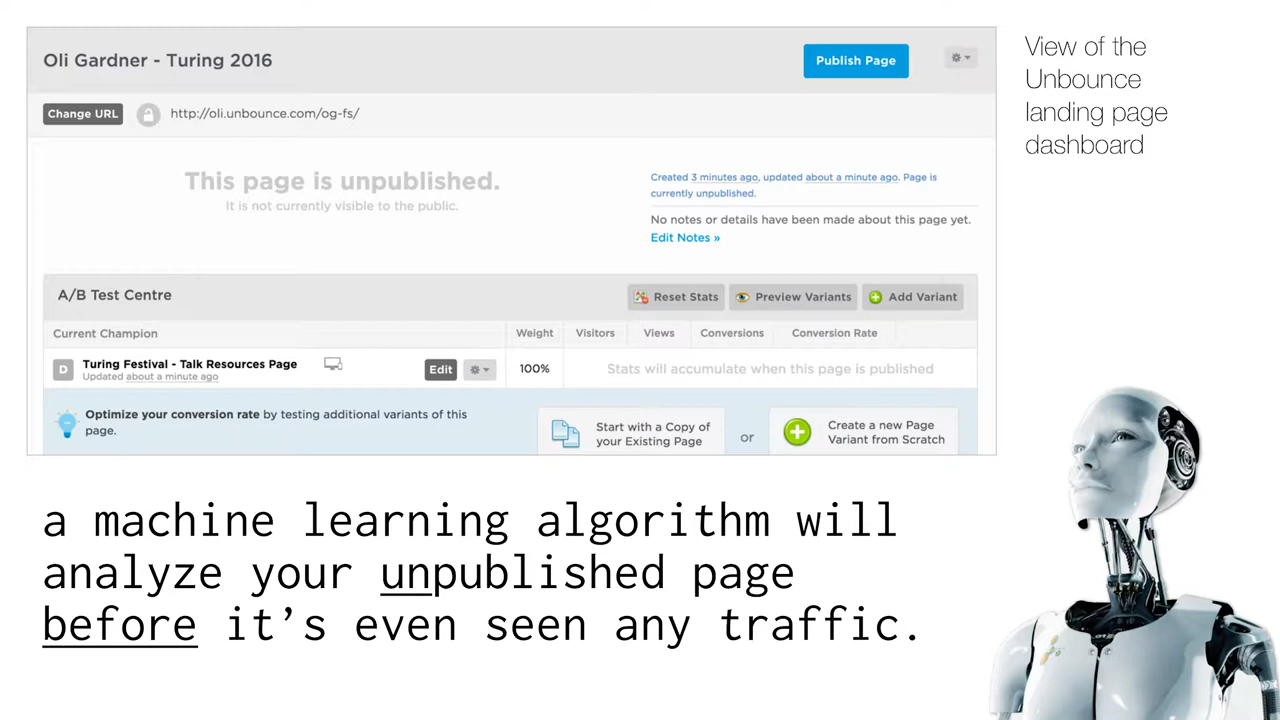 Oli Gardner - Turing 2016
Publish Page
Change URL
http://oli.unbounce.com/og-fs/
This page is unpublished.
It is not currently visible to the public.
Created 3 minutes ago, updated about a minute ago. Page is
currently unpublished.
No notes or details have been made about this page yet.
Edit Notes »
A/B Test Centre
Reset Stats
Preview Variants
Add Variant
Current Champion
Weight
Visitors
Views
Conversions
Conversion Rate
D
Turing Festival - Talk Resources Page
Updated about a minute ago
Edit
100%
Stats will accumulate when this page is published
Optimize your conversion rate by testing additional variants of this
page.
Start with a Copy of
your Existing Page
or
Create a new Page
Variant from Scratch
View of the
Unbounce
landing page
dashboard
a machine learning algorithm will
analyze your unpublished page
before it’s even seen any traffic.